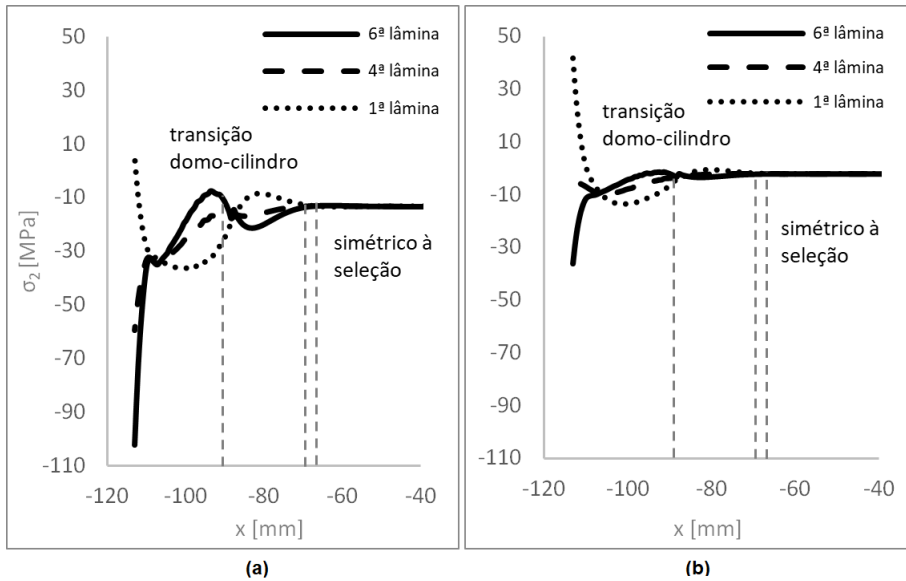 50
30
10
-10
-30
-50
-70
-90
-110
σ₂ [MPa]
6ª lâmina
4ª lâmina
1ª lâmina
transição
domo-cilindro
simétrico à
seleção
-120
-100
-80
-60
-40
x [mm]
(a)
50
30
10
-10
-30
-50
-70
-90
-110
6ª lâmina
4ª lâmina
1ª lâmina
transição
domo-cilindro
simétrico à
seleção
-120
-100
-80
-60
-40
x [mm]
(b)